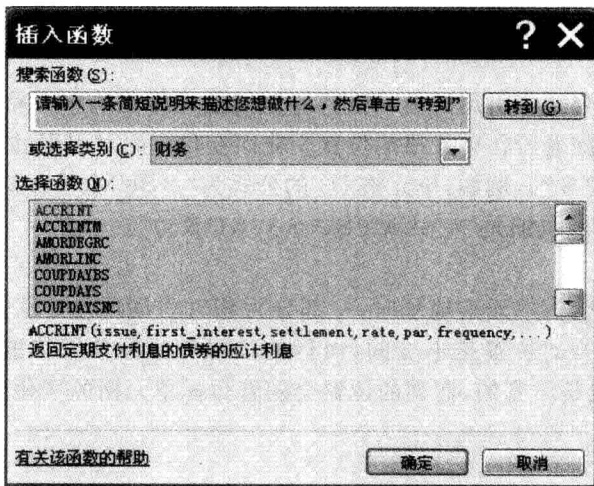 插入函数 ? ×
搜索函数(S):
请输入一条简短说明来描述您想做什么，然后单击“转到”
转到(G)
或选择类别(C): 财务
选择函数(N):
ACCRINT
ACCRINTM
AMORDEGRC
AMORLINC
COUPDAYBS
COUPDAYS
COUPDAYSNC
ACCRINT(issue,first_interest,settlement,rate,par,frequency,...)
返回定期支付利息的债券的应计利息
有关该函数的帮助
确定 取消